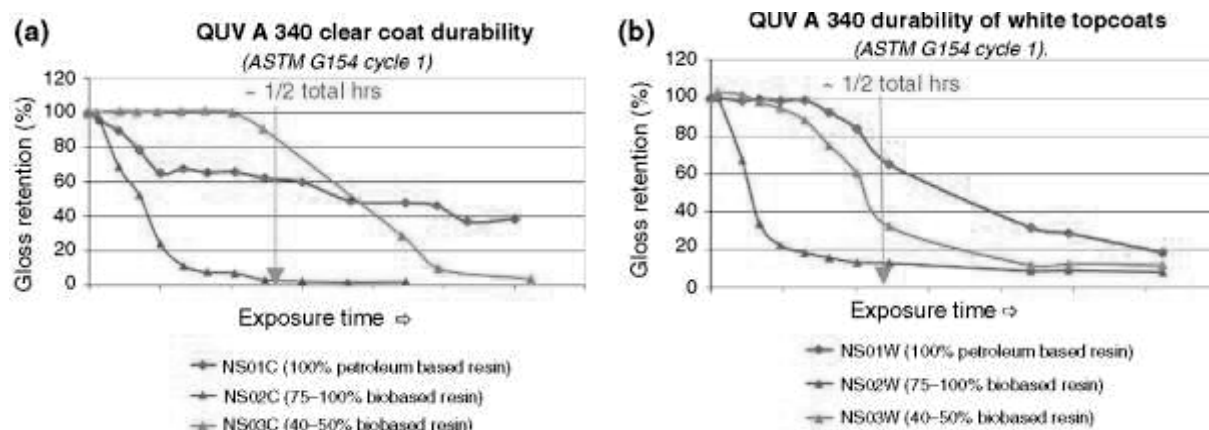 (a)
QUV A 340 clear coat durability
(ASTM G154 cycle 1)
~ 1/2 total hrs
Gloss retention (%)
120
100
80
60
40
20
0
Exposure time ⇨
NS01C (100% petroleum based resin)
NS02C (75–100% biobased resin)
NS03C (40–50% biobased resin)
(b)
QUV A 340 durability of white topcoats
(ASTM G154 cycle 1).
~ 1/2 total hrs
Gloss retention (%)
120
100
80
60
40
20
0
Exposure time ⇨
NS01W (100% petroleum based resin)
NS02W (75–100% biobased resin)
NS03W (40–50% biobased resin)